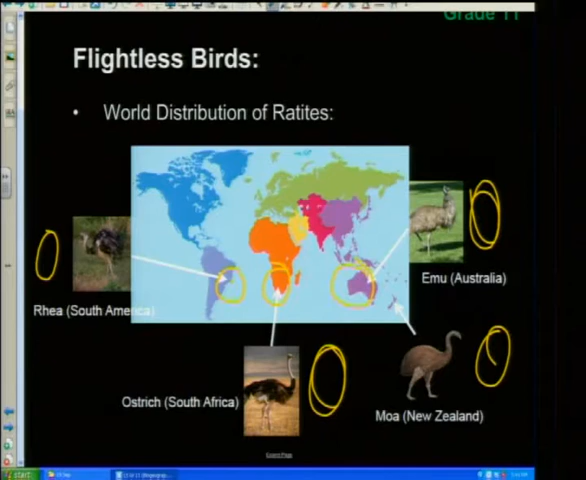 Grade 11
Flightless Birds:
• World Distribution of Ratites:
Emu (Australia)
Rhea (South America)
Ostrich (South Africa)
Moa (New Zealand)
start